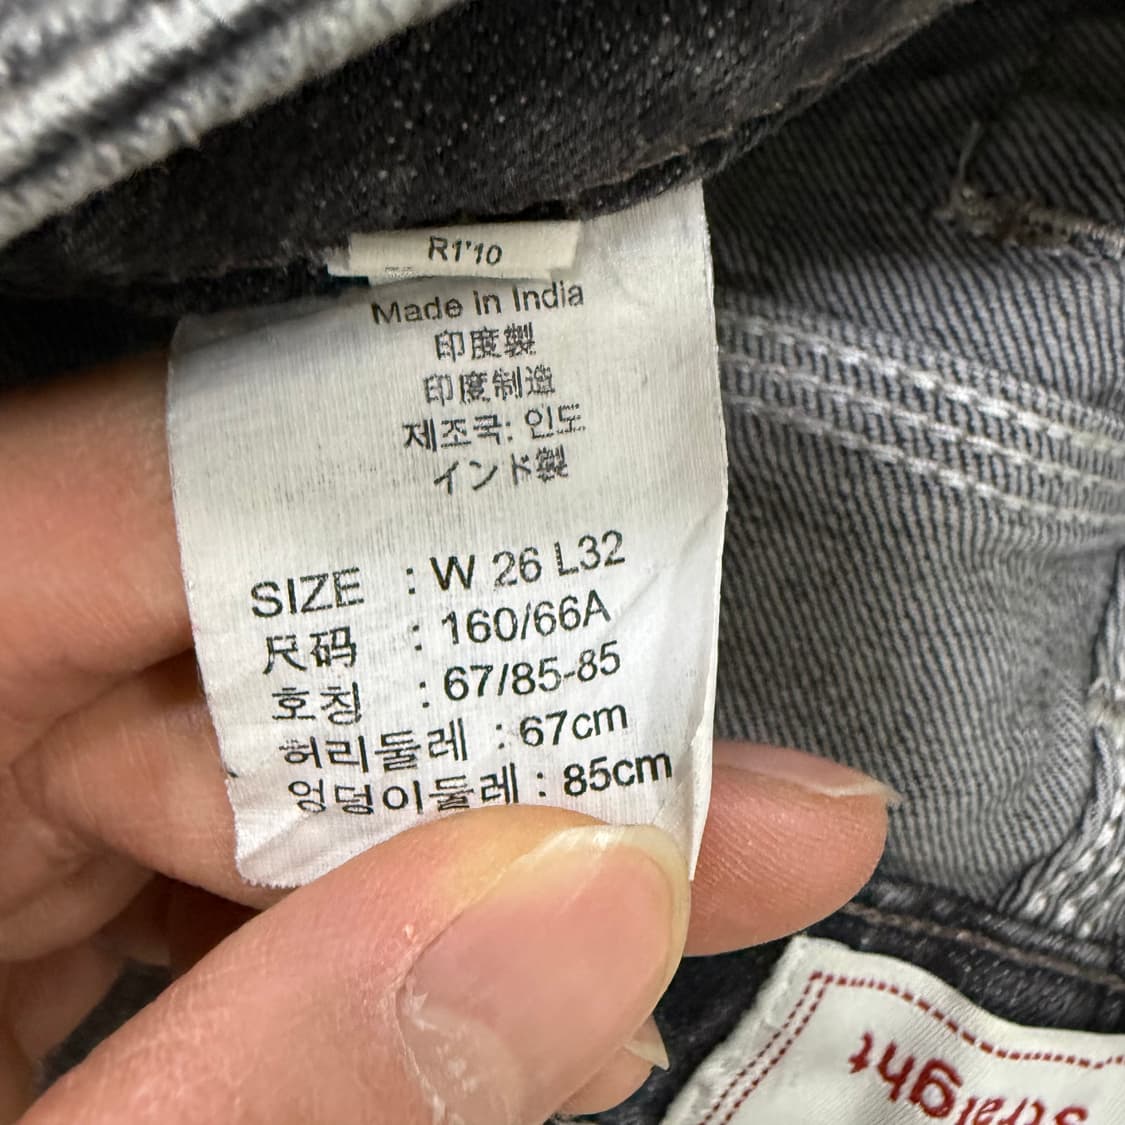 R1'10
Made in India
印度製
印度制造
제조국: 인도
インド製
SIZE : W 26 L32
尺码 : 160/66A
호칭 : 67/85-85
허리둘레 : 67cm
엉덩이둘레 : 85cm
Straight